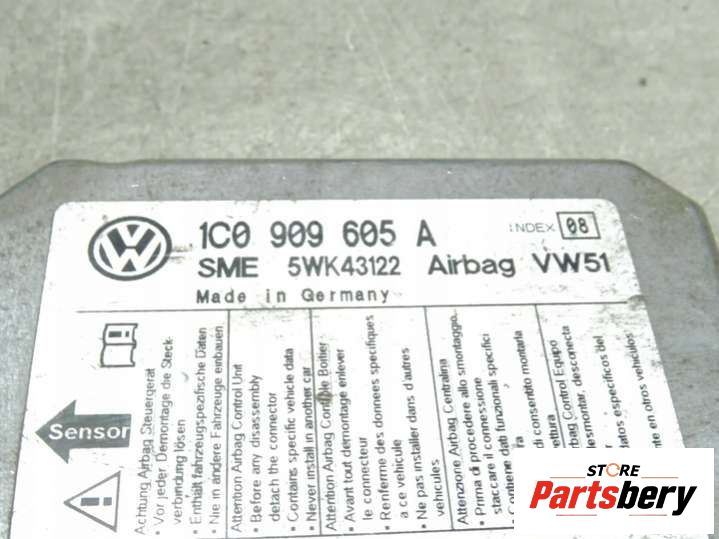 1C0 909 605 A
INDEX 08
SME 5WK43122 Airbag VW51
Made in Germany
Sensor
Achtung Airbag Steuergerät
• Vor jeder Demontage die Steck-
verbindung lösen
• Enthält fahrzeugspezifische Daten
• Nie in andere Fahrzeuge einbauen
Attention Airbag Control Unit
• Before any disassembly
detach the connector
• Contains specific vehicle data
• Never install in another car
Attention Airbag Controle Boitier
• Avant tout démontage enlever
le connecteur
• Renferme des donnees specifiques
a ce véhicule
• Ne pas installer dans d'autres
véhicules
Attenzione Airbag Centralina
• Prima di procedere allo smontaggio
staccare il connessione
• Contiene dati funzionali specifici
di consentito montarla
Airbag Control Equipo
desmontar, desconecta
datos especificos del
en otros vehiculos
STORE
Partsbery